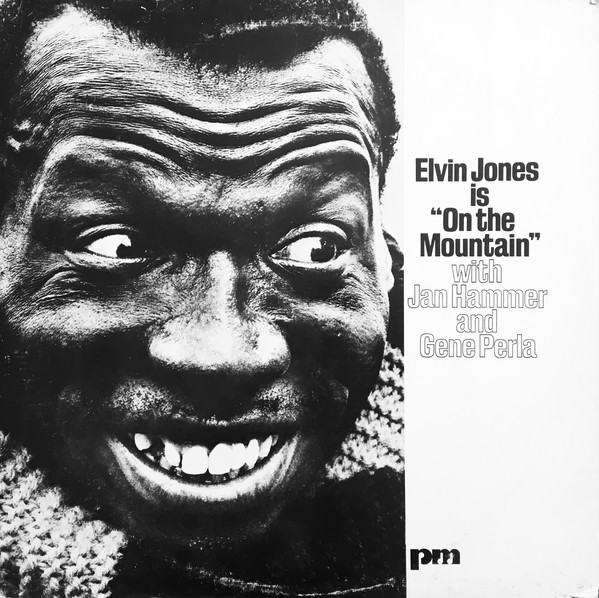 Elvin Jones
is
“On the
Mountain”
with
Jan Hammer
and
Gene Perla
pm